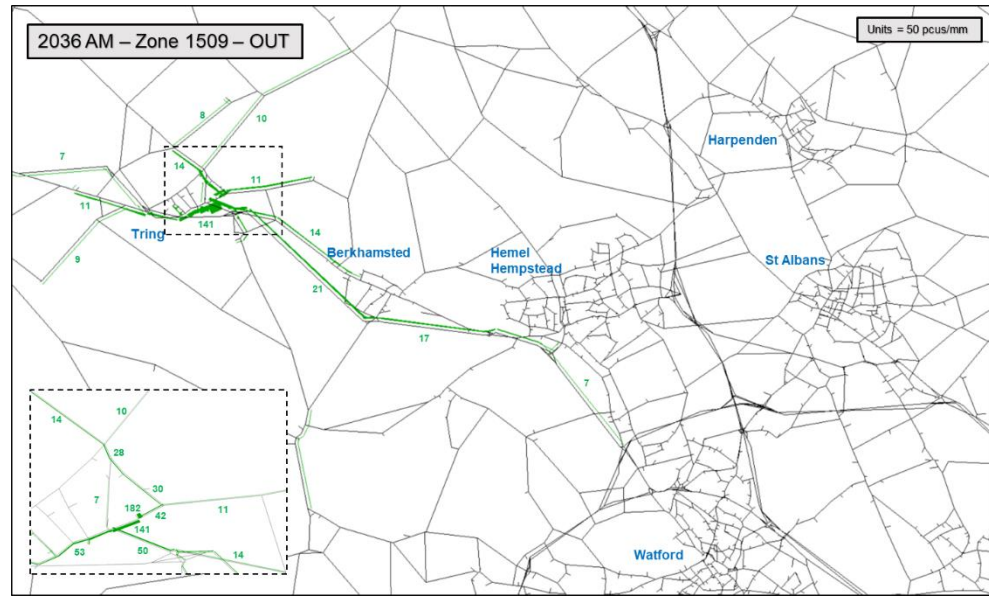 2036 AM – Zone 1509 – OUT
Units = 50 pcus/mm
8
10
Harpenden
7
14
11
11
141
Tring
14
Berkhamsted
Hemel
Hempstead
St Albans
9
21
17
7
10
14
28
30
7
182
42
11
141
53
50
14
Watford